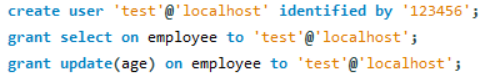 create user 'test'@'localhost' identified by '123456';
grant select on employee to 'test'@'localhost';
grant update(age) on employee to 'test'@'localhost';